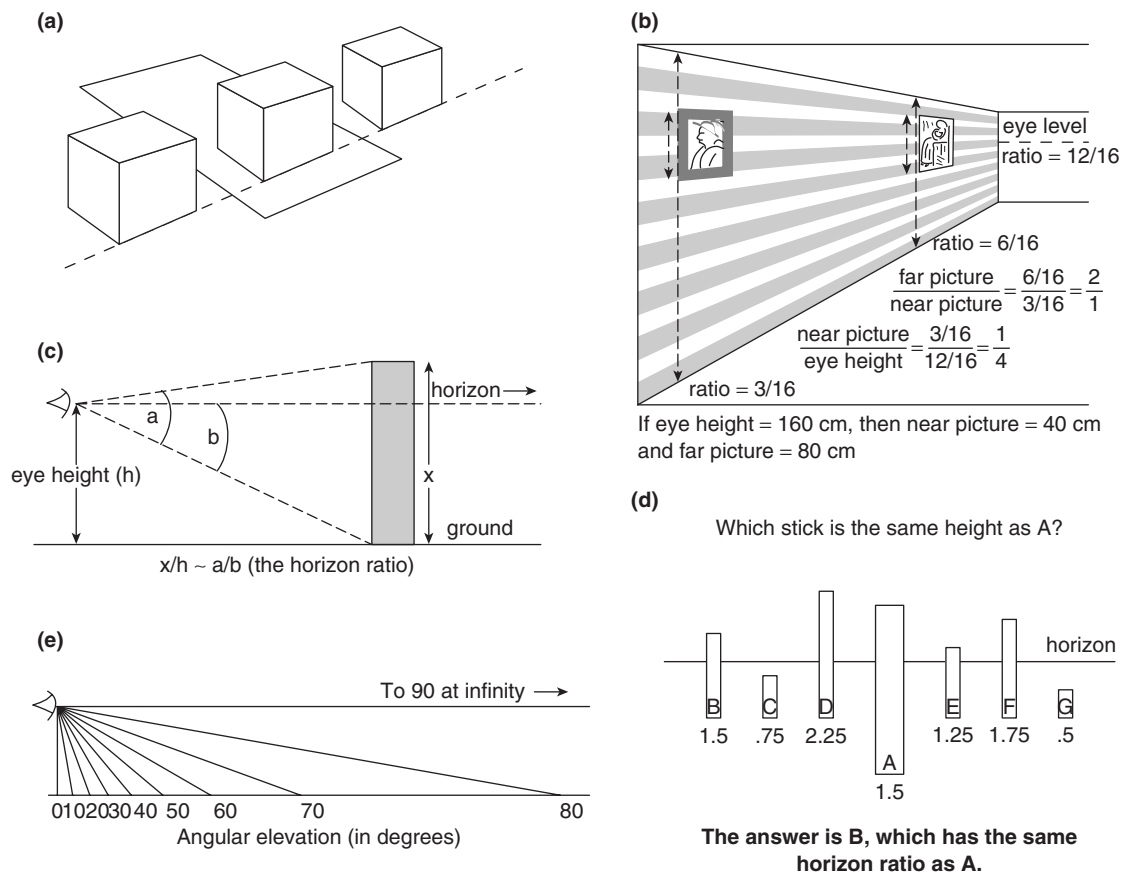 (a)
(b)
eye level
ratio = 12/16
ratio = 6/16
far picture / near picture = 6/16 / 3/16 = 2/1
near picture / eye height = 3/16 / 12/16 = 1/4
ratio = 3/16
If eye height = 160 cm, then near picture = 40 cm
and far picture = 80 cm
(c)
horizon
a
b
eye height (h)
x
ground
x/h ~ a/b (the horizon ratio)
(d)
Which stick is the same height as A?
horizon
B C D A E F G
1.5 .75 2.25 1.5 1.25 1.75 .5
The answer is B, which has the same
horizon ratio as A.
(e)
To 90 at infinity
0 10 20 30 40 50 60 70 80
Angular elevation (in degrees)